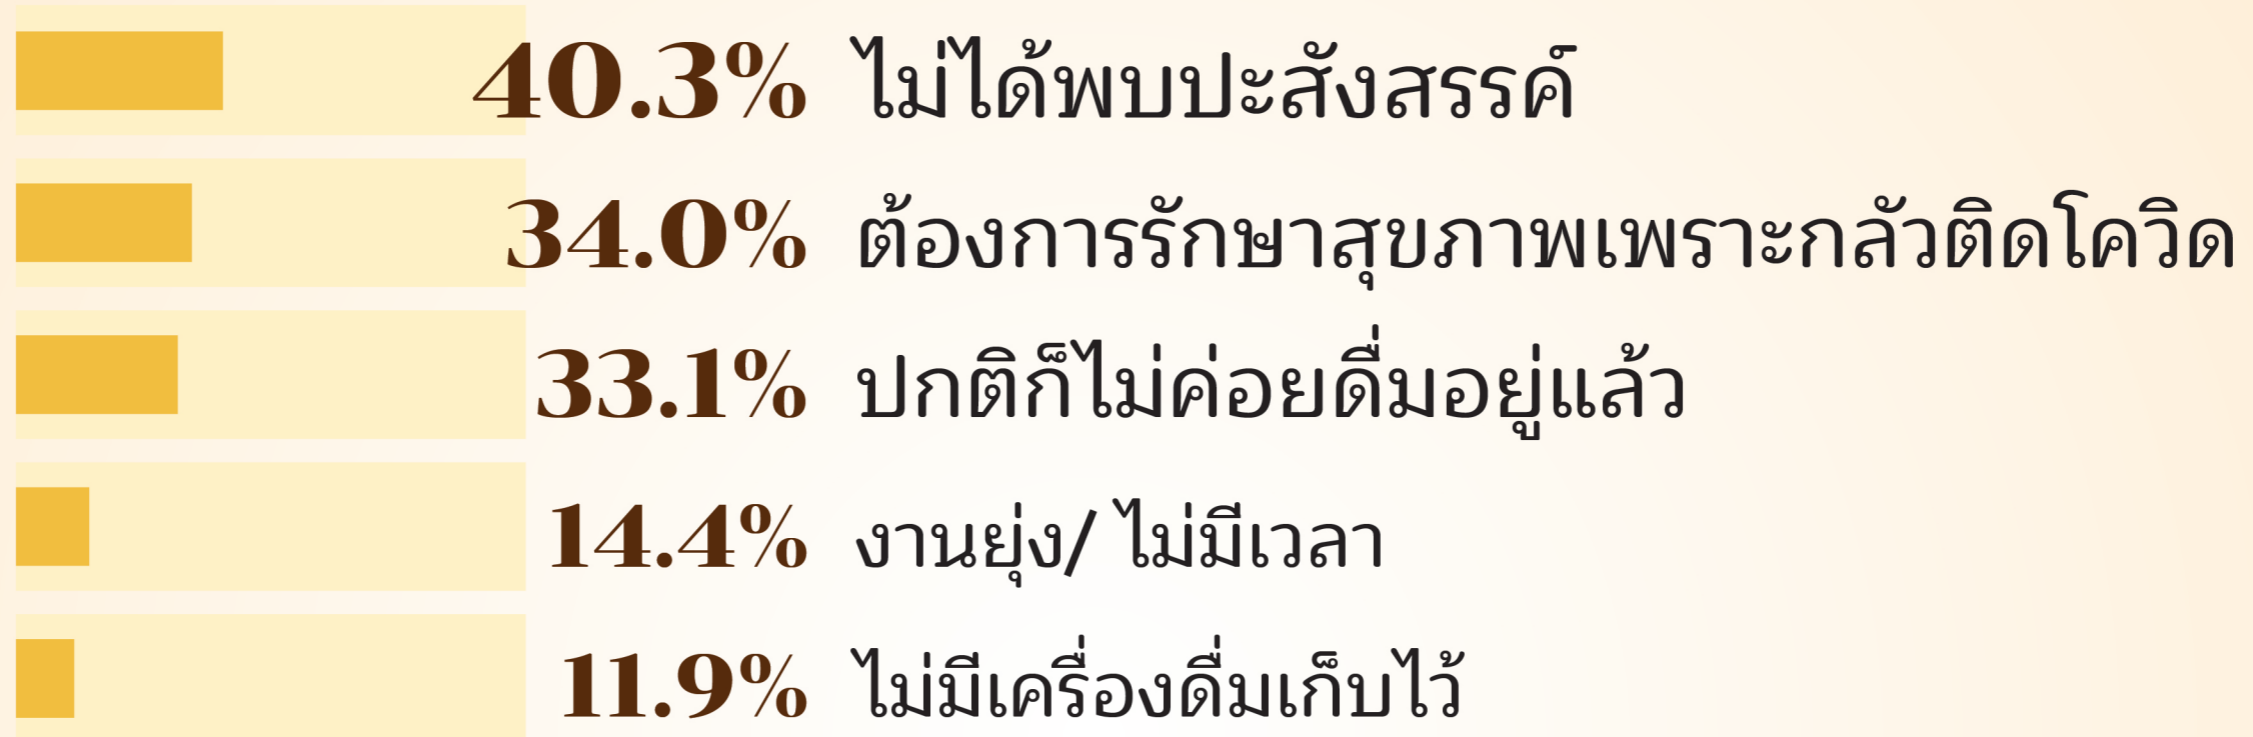 40.3% ไม่ได้พบปะสังสรรค์
34.0% ต้องการรักษาสุขภาพเพราะกลัวติดโควิด
33.1% ปกติก็ไม่ค่อยดื่มอยู่แล้ว
14.4% งานยุ่ง/ ไม่มีเวลา
11.9% ไม่มีเครื่องดื่มเก็บไว้